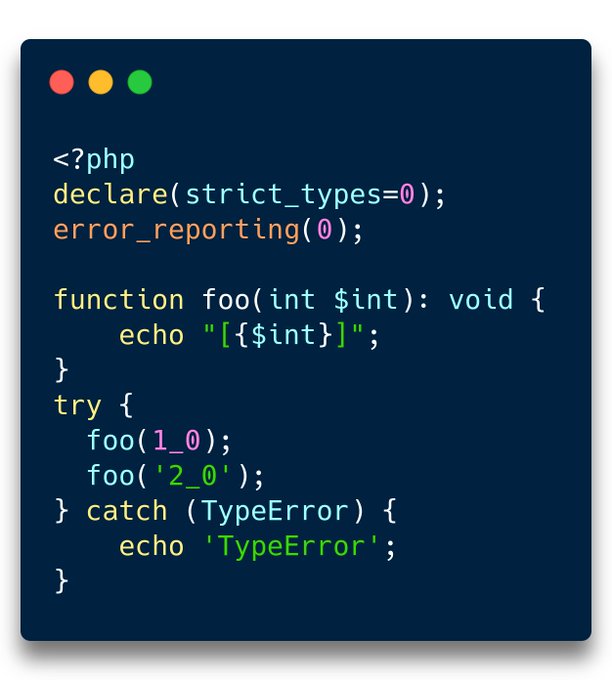 <?php
declare(strict_types=0);
error_reporting(0);

function foo(int $int): void {
    echo "[{$int}]";
}
try {
  foo(1_0);
  foo('2_0');
} catch (TypeError) {
    echo 'TypeError';
}